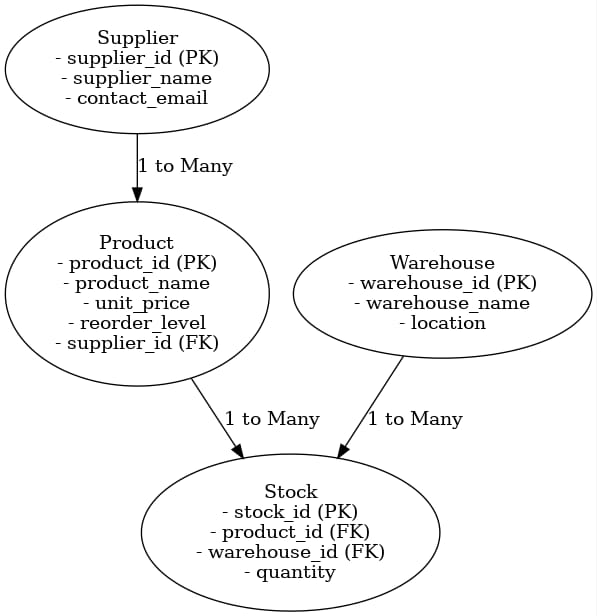 Supplier
- supplier_id (PK)
- supplier_name
- contact_email
1 to Many
Product
- product_id (PK)
- product_name
- unit_price
- reorder_level
- supplier_id (FK)
Warehouse
- warehouse_id (PK)
- warehouse_name
- location
1 to Many
1 to Many
Stock
- stock_id (PK)
- product_id (FK)
- warehouse_id (FK)
- quantity